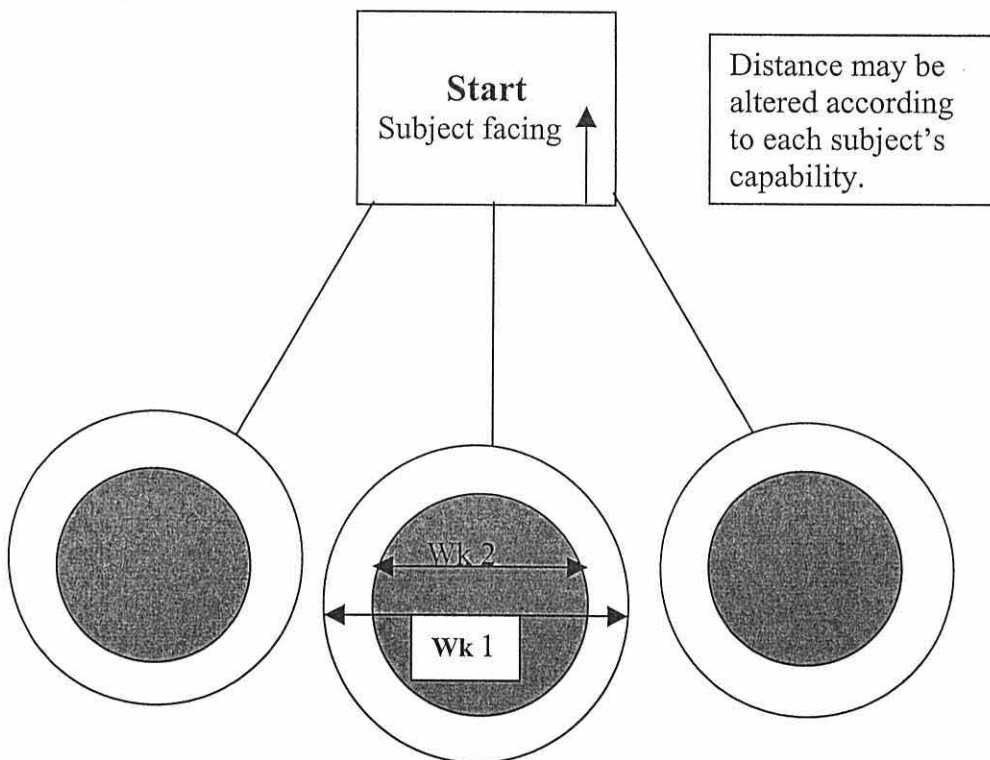 Start
Subject facing
Distance may be
altered according
to each subject's
capability.
Wk 2
Wk 1